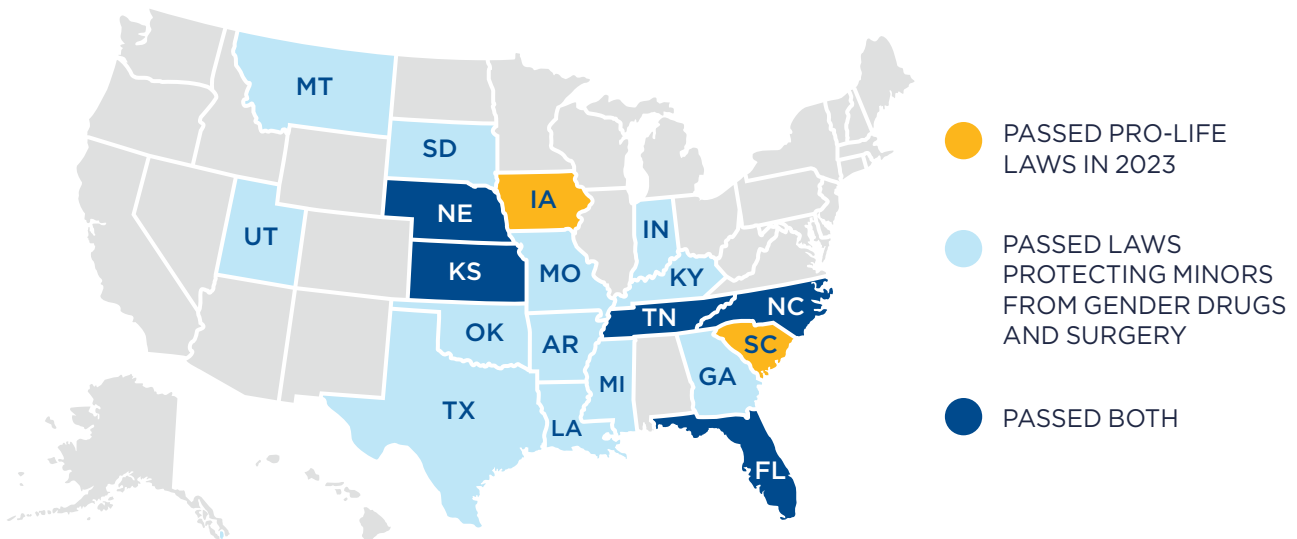 MT
SD
NE
IA
UT
KS
MO
IN
KY
OK
AR
TN
NC
SC
TX
LA
MI
GA
FL
PASSED PRO-LIFE
LAWS IN 2023
PASSED LAWS
PROTECTING MINORS
FROM GENDER DRUGS
AND SURGERY
PASSED BOTH